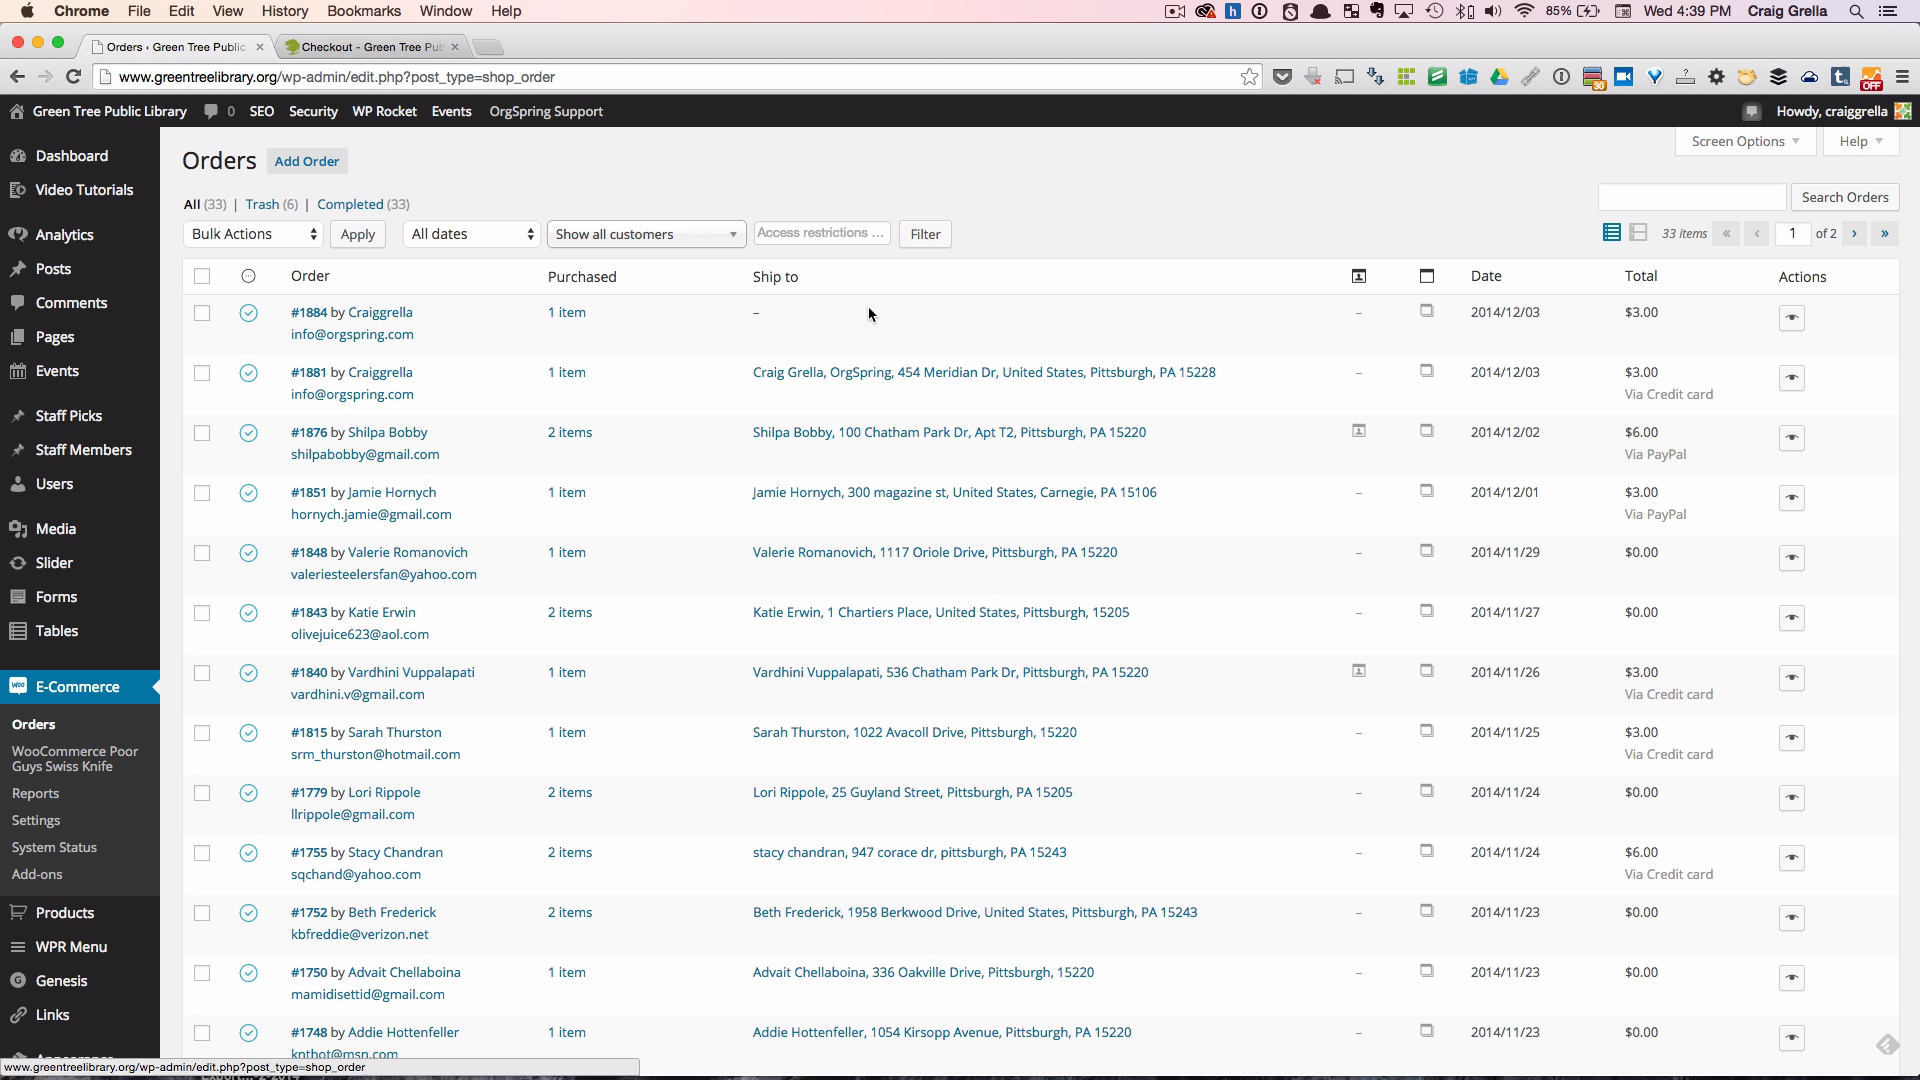 Chrome File Edit View History Bookmarks Window Help 85% Wed 4:39 PM Craig Grella
Orders ‹ Green Tree Public Checkout - Green Tree Pub
www.greentreelibrary.org/wp-admin/edit.php?post_type=shop_order
30 OFF
Green Tree Public Library 0 SEO Security WP Rocket Events OrgSpring Support Howdy, craiggrella
Screen Options Help
Dashboard
Video Tutorials
Analytics
Posts
Comments
Pages
Events
Staff Picks
Staff Members
Users
Media
Slider
Forms
Tables
E-Commerce
Orders
WooCommerce Poor
Guys Swiss Knife
Reports
Settings
System Status
Add-ons
Products
WPR Menu
Genesis
Links
Orders Add Order
All (33) | Trash (6) | Completed (33)
Search Orders
Bulk Actions Apply All dates Show all customers Access restrictions ... Filter 33 items « ‹ 1 of 2 › »
Order Purchased Ship to Date Total Actions
#1884 by Craiggrella 1 item – – 2014/12/03 $3.00
info@orgspring.com
#1881 by Craiggrella 1 item Craig Grella, OrgSpring, 454 Meridian Dr, United States, Pittsburgh, PA 15228 – 2014/12/03 $3.00
info@orgspring.com Via Credit card
#1876 by Shilpa Bobby 2 items Shilpa Bobby, 100 Chatham Park Dr, Apt T2, Pittsburgh, PA 15220 2014/12/02 $6.00
shilpabobby@gmail.com Via PayPal
#1851 by Jamie Hornych 1 item Jamie Hornych, 300 magazine st, United States, Carnegie, PA 15106 – 2014/12/01 $3.00
hornych.jamie@gmail.com Via PayPal
#1848 by Valerie Romanovich 1 item Valerie Romanovich, 1117 Oriole Drive, Pittsburgh, PA 15220 – 2014/11/29 $0.00
valeriesteelersfan@yahoo.com
#1843 by Katie Erwin 2 items Katie Erwin, 1 Chartiers Place, United States, Pittsburgh, 15205 – 2014/11/27 $0.00
olivejuice623@aol.com
#1840 by Vardhini Vuppalapati 1 item Vardhini Vuppalapati, 536 Chatham Park Dr, Pittsburgh, PA 15220 2014/11/26 $3.00
vardhini.v@gmail.com Via Credit card
#1815 by Sarah Thurston 1 item Sarah Thurston, 1022 Avacoll Drive, Pittsburgh, 15220 – 2014/11/25 $3.00
srm_thurston@hotmail.com Via Credit card
#1779 by Lori Rippole 2 items Lori Rippole, 25 Guyland Street, Pittsburgh, PA 15205 – 2014/11/24 $0.00
llrippole@gmail.com
#1755 by Stacy Chandran 2 items stacy chandran, 947 corace dr, pittsburgh, PA 15243 – 2014/11/24 $6.00
sqchand@yahoo.com Via Credit card
#1752 by Beth Frederick 2 items Beth Frederick, 1958 Berkwood Drive, United States, Pittsburgh, PA 15243 – 2014/11/23 $0.00
kbfreddie@verizon.net
#1750 by Advait Chellaboina 1 item Advait Chellaboina, 336 Oakville Drive, Pittsburgh, 15220 – 2014/11/23 $0.00
mamidisettid@gmail.com
#1748 by Addie Hottenfeller 1 item Addie Hottenfeller, 1054 Kirsopp Avenue, Pittsburgh, PA 15220 – 2014/11/23 $0.00
knthot@msn.com
www.greentreelibrary.org/wp-admin/edit.php?post_type=shop_order